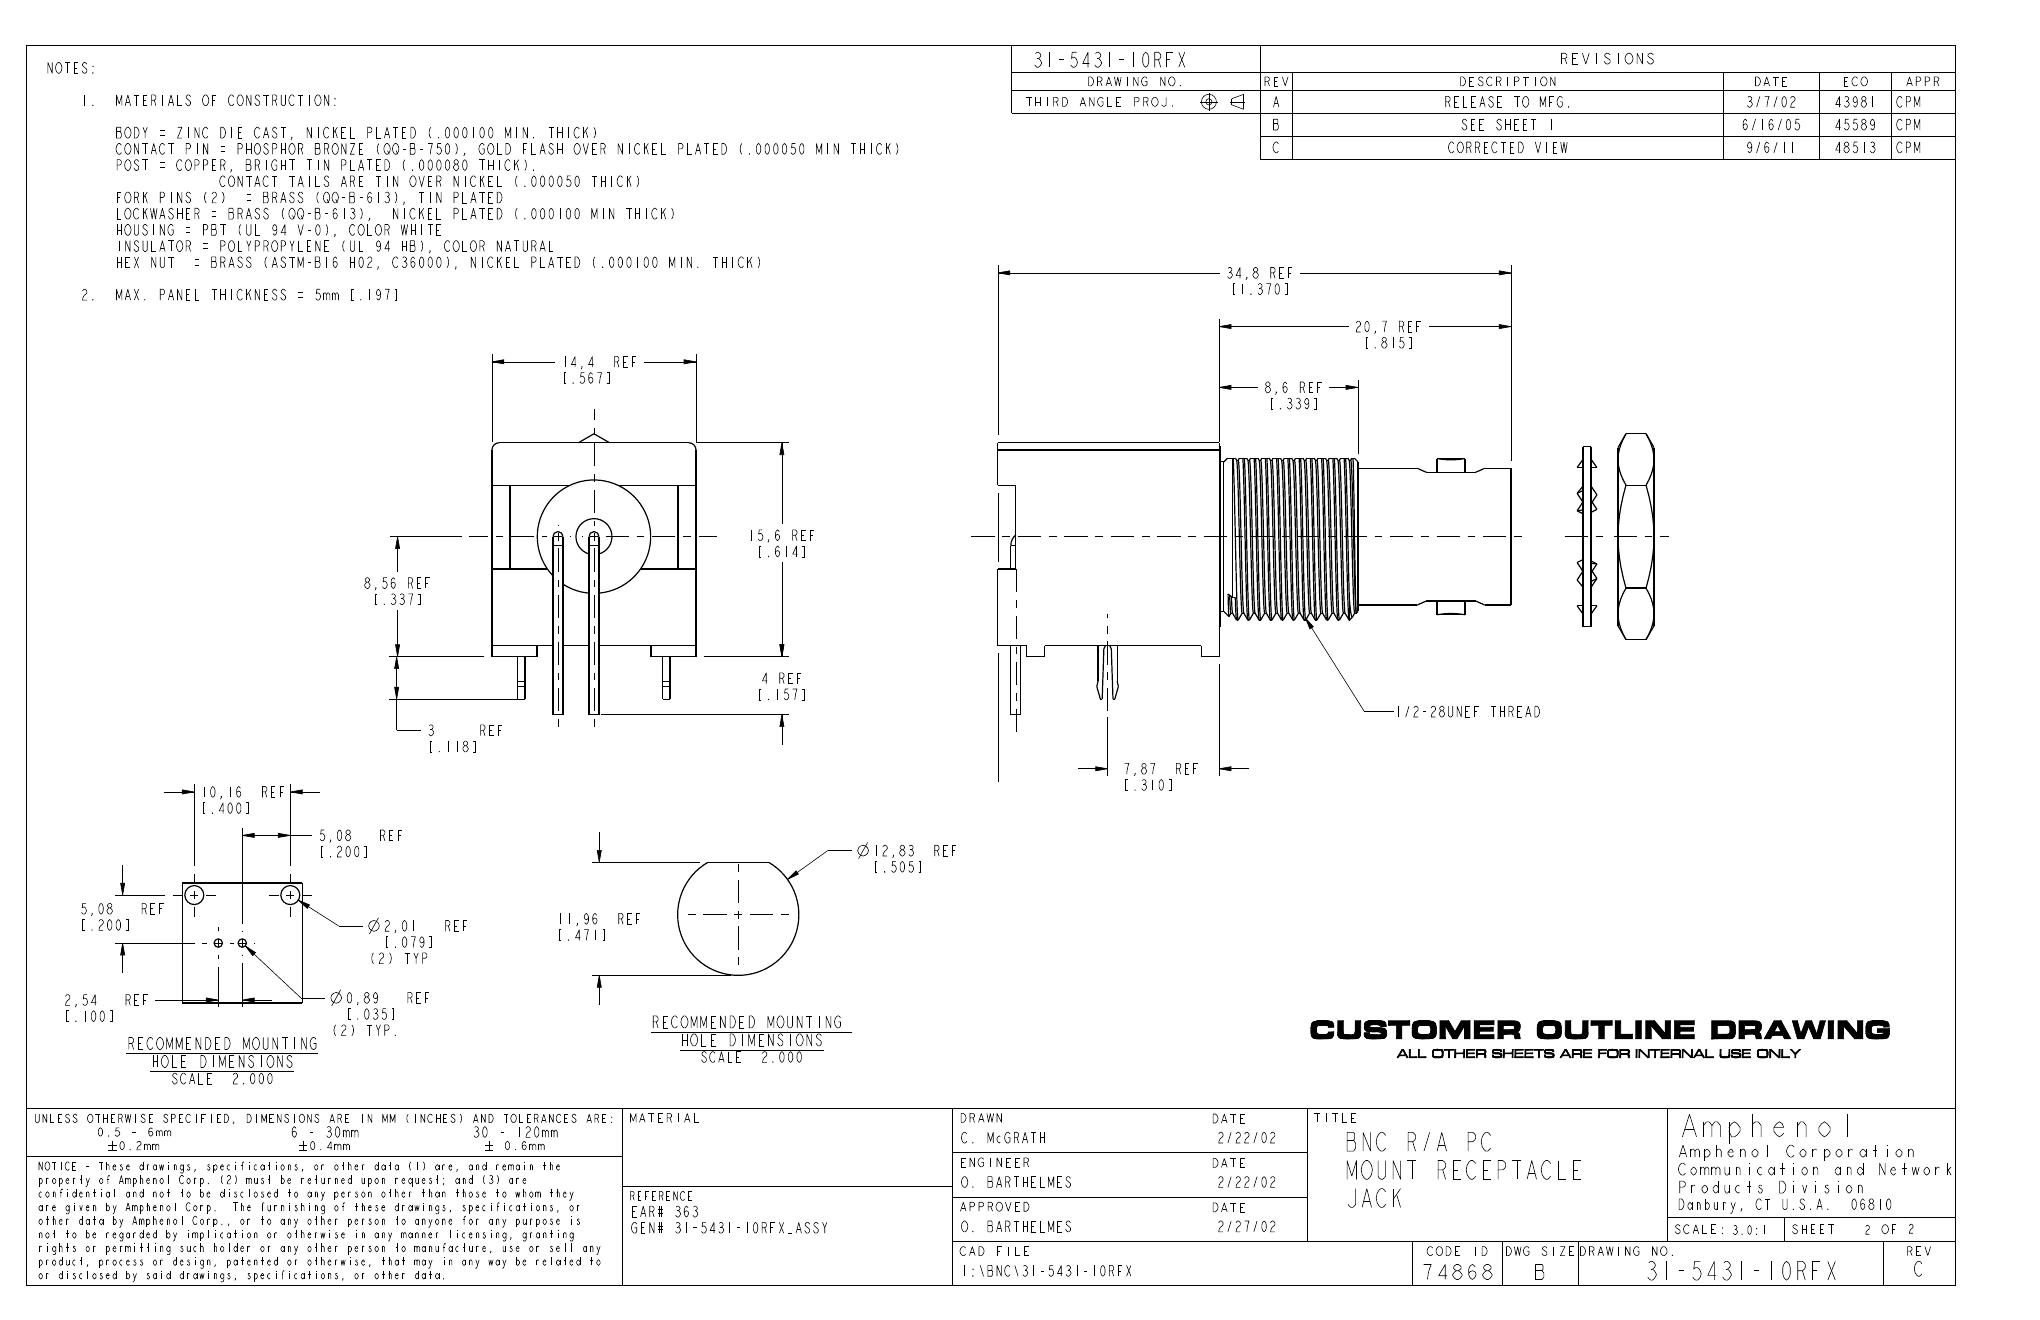 31-5431-10RFX
DRAWING NO.
THIRD ANGLE PROJ.
REVISIONS
REV DESCRIPTION DATE ECO APPR
A RELEASE TO MFG. 3/7/02 43981 CPM
B SEE SHEET 1 6/16/05 45589 CPM
C CORRECTED VIEW 9/6/11 48513 CPM
NOTES:
1. MATERIALS OF CONSTRUCTION:
BODY = ZINC DIE CAST, NICKEL PLATED (.000100 MIN. THICK)
CONTACT PIN = PHOSPHOR BRONZE (QQ-B-750), GOLD FLASH OVER NICKEL PLATED (.000050 MIN THICK)
POST = COPPER, BRIGHT TIN PLATED (.000080 THICK).
CONTACT TAILS ARE TIN OVER NICKEL (.000050 THICK)
FORK PINS (2) = BRASS (QQ-B-613), TIN PLATED
LOCKWASHER = BRASS (QQ-B-613), NICKEL PLATED (.000100 MIN THICK)
HOUSING = PBT (UL 94 V-0), COLOR WHITE
INSULATOR = POLYPROPYLENE (UL 94 HB), COLOR NATURAL
HEX NUT = BRASS (ASTM-B16 H02, C36000), NICKEL PLATED (.000100 MIN. THICK)
2. MAX. PANEL THICKNESS = 5mm [.197]
34,8 REF
[1.370]
20,7 REF
[.815]
8,6 REF
[.339]
14,4 REF
[.567]
15,6 REF
[.614]
8,56 REF
[.337]
4 REF
[.157]
3 REF
[.118]
1/2-28UNEF THREAD
7,87 REF
[.310]
10,16 REF
[.400]
5,08 REF
[.200]
5,08 REF
[.200]
Ø2,01 REF
[.079]
(2) TYP
2,54 REF
[.100]
Ø0,89 REF
[.035]
(2) TYP.
RECOMMENDED MOUNTING
HOLE DIMENSIONS
SCALE 2.000
Ø12,83 REF
[.505]
11,96 REF
[.471]
RECOMMENDED MOUNTING
HOLE DIMENSIONS
SCALE 2.000
CUSTOMER OUTLINE DRAWING
ALL OTHER SHEETS ARE FOR INTERNAL USE ONLY
UNLESS OTHERWISE SPECIFIED, DIMENSIONS ARE IN MM (INCHES) AND TOLERANCES ARE:
0.5 - 6mm 6 - 30mm 30 - 120mm
±0.2mm ±0.4mm ± 0.6mm
NOTICE - These drawings, specifications, or other data (1) are, and remain the
property of Amphenol Corp. (2) must be returned upon request; and (3) are
confidential and not to be disclosed to any person other than those to whom they
are given by Amphenol Corp. The furnishing of these drawings, specifications, or
other data by Amphenol Corp., or to any other person to anyone for any purpose is
not to be regarded by implication or otherwise in any manner licensing, granting
rights or permitting such holder or any other person to manufacture, use or sell any
product, process or design, patented or otherwise, that may in any way be related to
or disclosed by said drawings, specifications, or other data.
MATERIAL
REFERENCE
EAR# 363
GEN# 31-5431-10RFX_ASSY
DRAWN DATE
C. McGRATH 2/22/02
ENGINEER DATE
O. BARTHELMES 2/22/02
APPROVED DATE
O. BARTHELMES 2/27/02
CAD FILE
I:\BNC\31-5431-10RFX
TITLE
BNC R/A PC
MOUNT RECEPTACLE
JACK
Amphenol
Amphenol Corporation
Communication and Network
Products Division
Danbury, CT U.S.A. 06810
SCALE: 3.0:1 SHEET 2 OF 2
CODE ID DWG SIZE DRAWING NO. REV
74868 B 31-5431-10RFX C